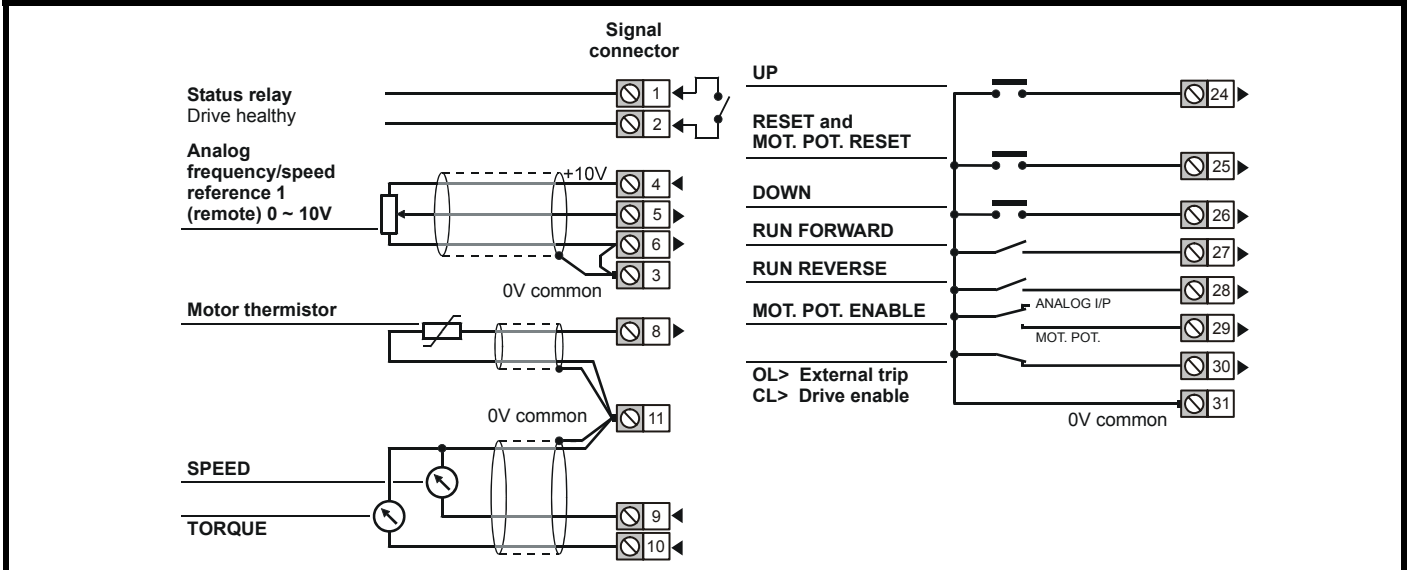 Signal
connector
Status relay
Drive healthy
1
2
Analog
frequency/speed
reference 1
(remote) 0 ~ 10V
+10V
4
5
6
3
0V common
Motor thermistor
8
0V common
11
SPEED
TORQUE
9
10
UP
24
RESET and
MOT. POT. RESET
25
DOWN
26
RUN FORWARD
27
RUN REVERSE
28
MOT. POT. ENABLE
ANALOG I/P
29
MOT. POT.
30
OL> External trip
CL> Drive enable
31
0V common